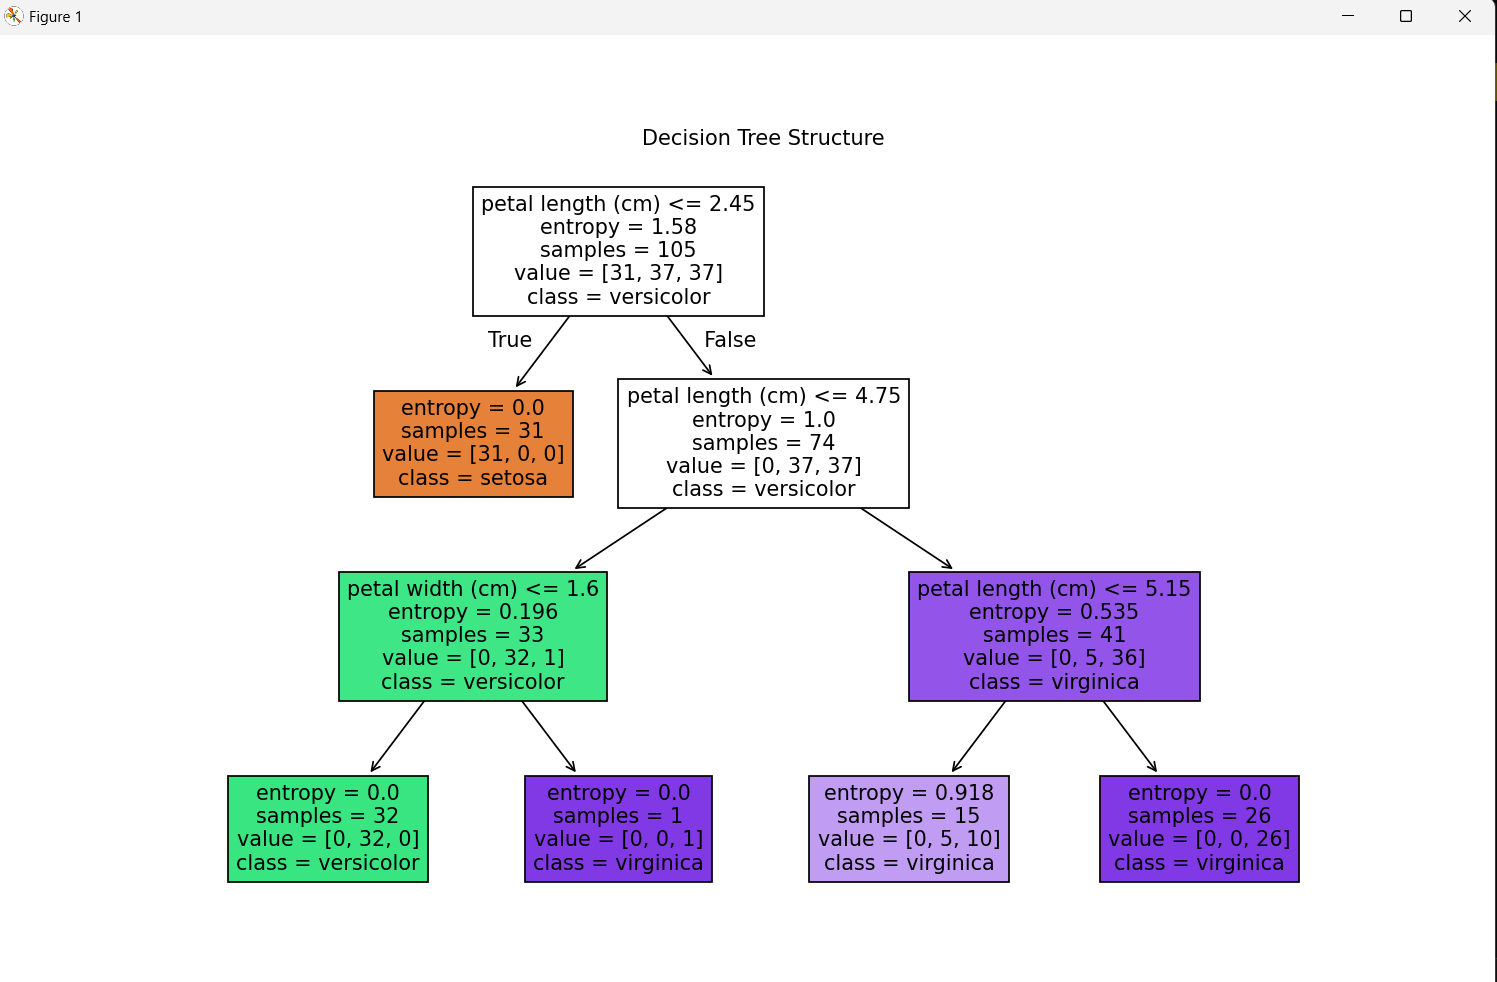 Figure 1
Decision Tree Structure
petal length (cm) <= 2.45
entropy = 1.58
samples = 105
value = [31, 37, 37]
class = versicolor
True
False
entropy = 0.0
samples = 31
value = [31, 0, 0]
class = setosa
petal length (cm) <= 4.75
entropy = 1.0
samples = 74
value = [0, 37, 37]
class = versicolor
petal width (cm) <= 1.6
entropy = 0.196
samples = 33
value = [0, 32, 1]
class = versicolor
petal length (cm) <= 5.15
entropy = 0.535
samples = 41
value = [0, 5, 36]
class = virginica
entropy = 0.0
samples = 32
value = [0, 32, 0]
class = versicolor
entropy = 0.0
samples = 1
value = [0, 0, 1]
class = virginica
entropy = 0.918
samples = 15
value = [0, 5, 10]
class = virginica
entropy = 0.0
samples = 26
value = [0, 0, 26]
class = virginica